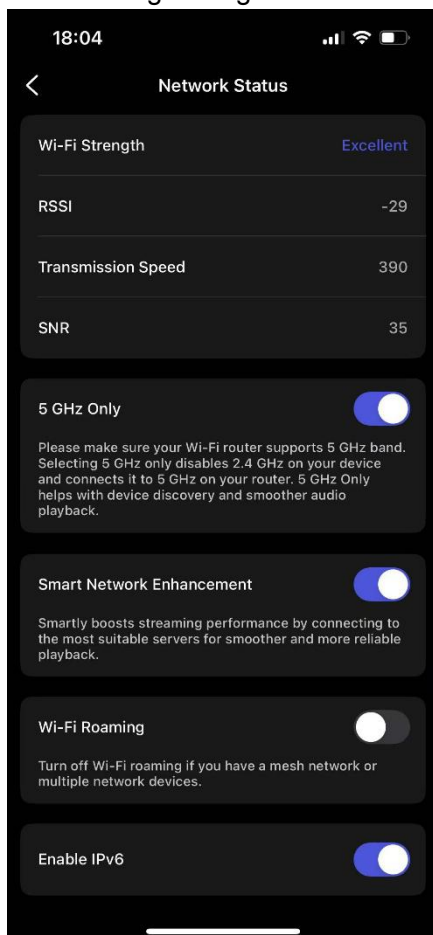 18:04
Network Status
Wi-Fi Strength Excellent
RSSI -29
Transmission Speed 390
SNR 35
5 GHz Only
Please make sure your Wi-Fi router supports 5 GHz band.
Selecting 5 GHz only disables 2.4 GHz on your device
and connects it to 5 GHz on your router. 5 GHz Only
helps with device discovery and smoother audio
playback.
Smart Network Enhancement
Smartly boosts streaming performance by connecting to
the most suitable servers for smoother and more reliable
playback.
Wi-Fi Roaming
Turn off Wi-Fi roaming if you have a mesh network or
multiple network devices.
Enable IPv6